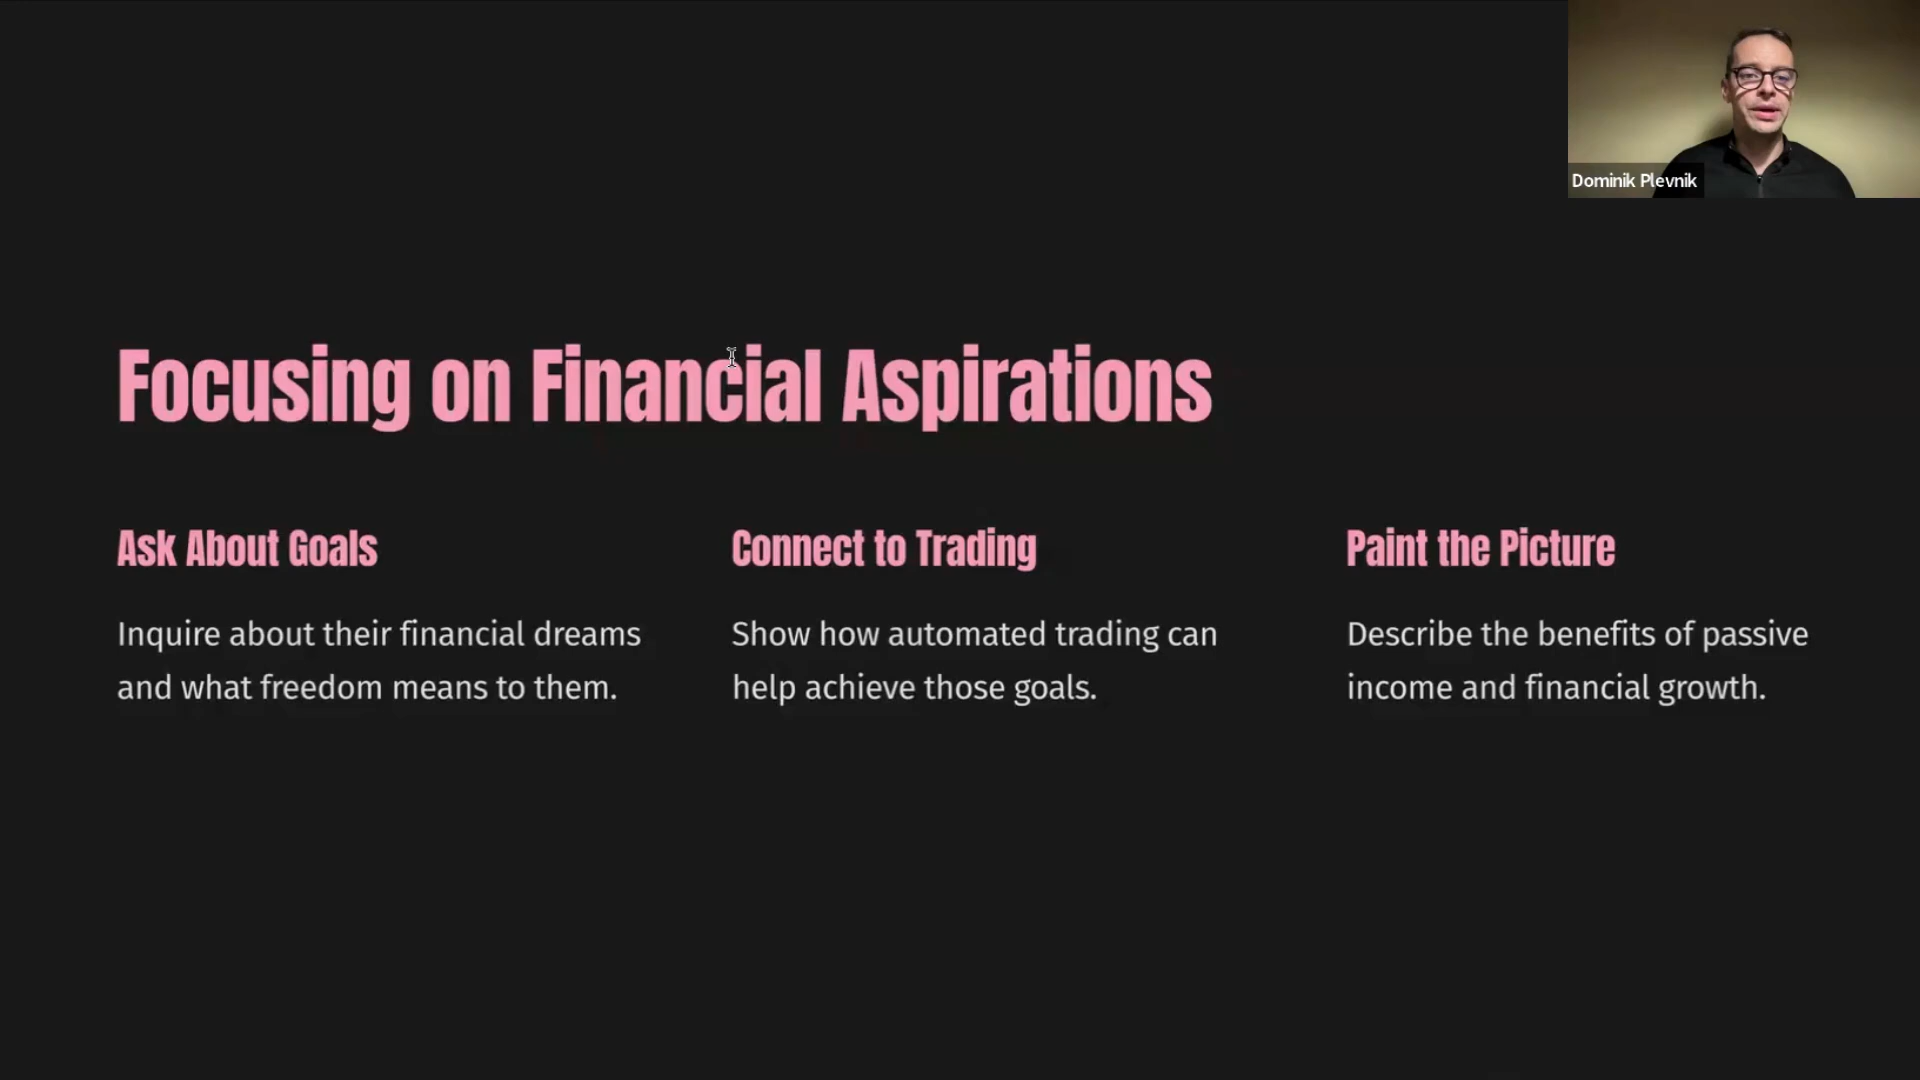 Dominik Plevnik
Focusing on Financial Aspirations
Ask About Goals
Inquire about their financial dreams
and what freedom means to them.
Connect to Trading
Show how automated trading can
help achieve those goals.
Paint the Picture
Describe the benefits of passive
income and financial growth.